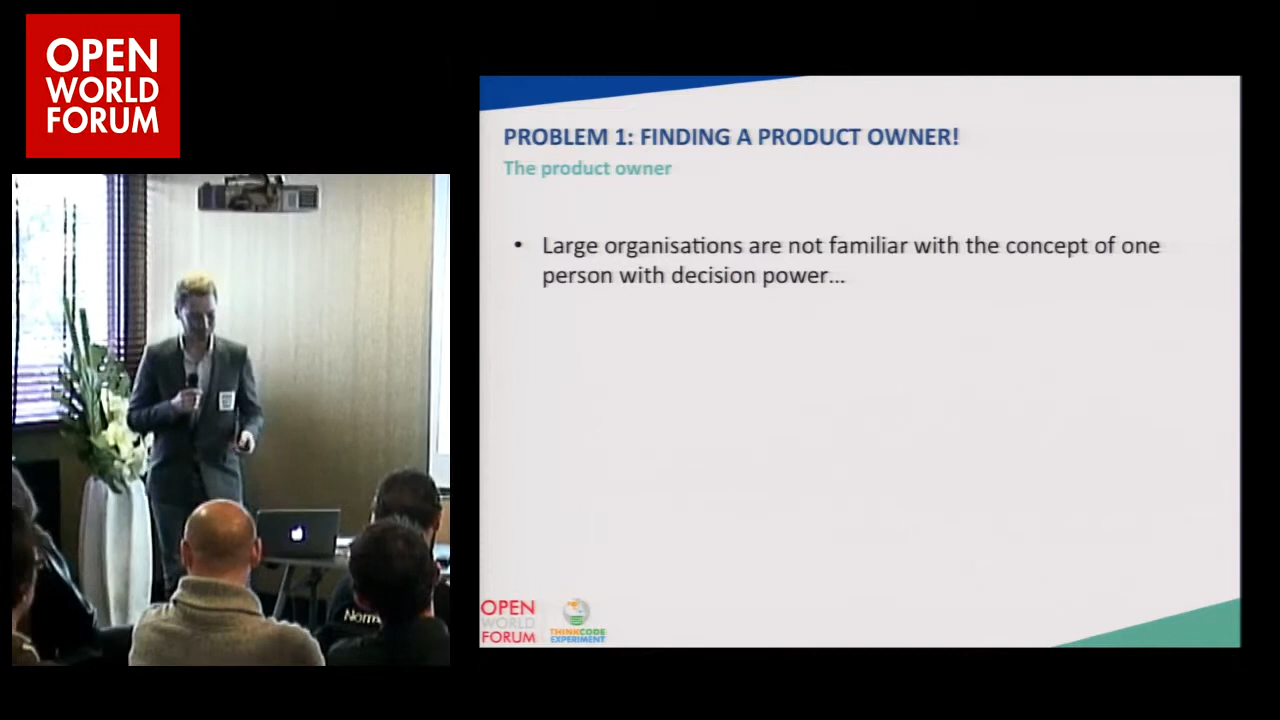 OPEN
WORLD
FORUM
PROBLEM 1: FINDING A PRODUCT OWNER!
The product owner
• Large organisations are not familiar with the concept of one
person with decision power...
OPEN
WORLD
FORUM
THINKCODE
EXPERIMENT